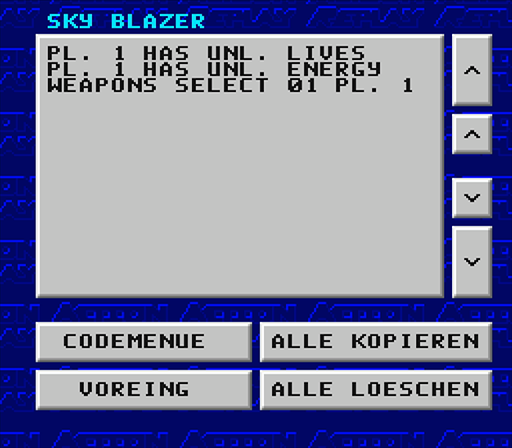 SKY BLAZER
PL. 1 HAS UNL. LIVES
PL. 1 HAS UNL. ENERGY
WEAPONS SELECT 01 PL. 1
CODEMENUE
ALLE KOPIEREN
VOREING
ALLE LOESCHEN